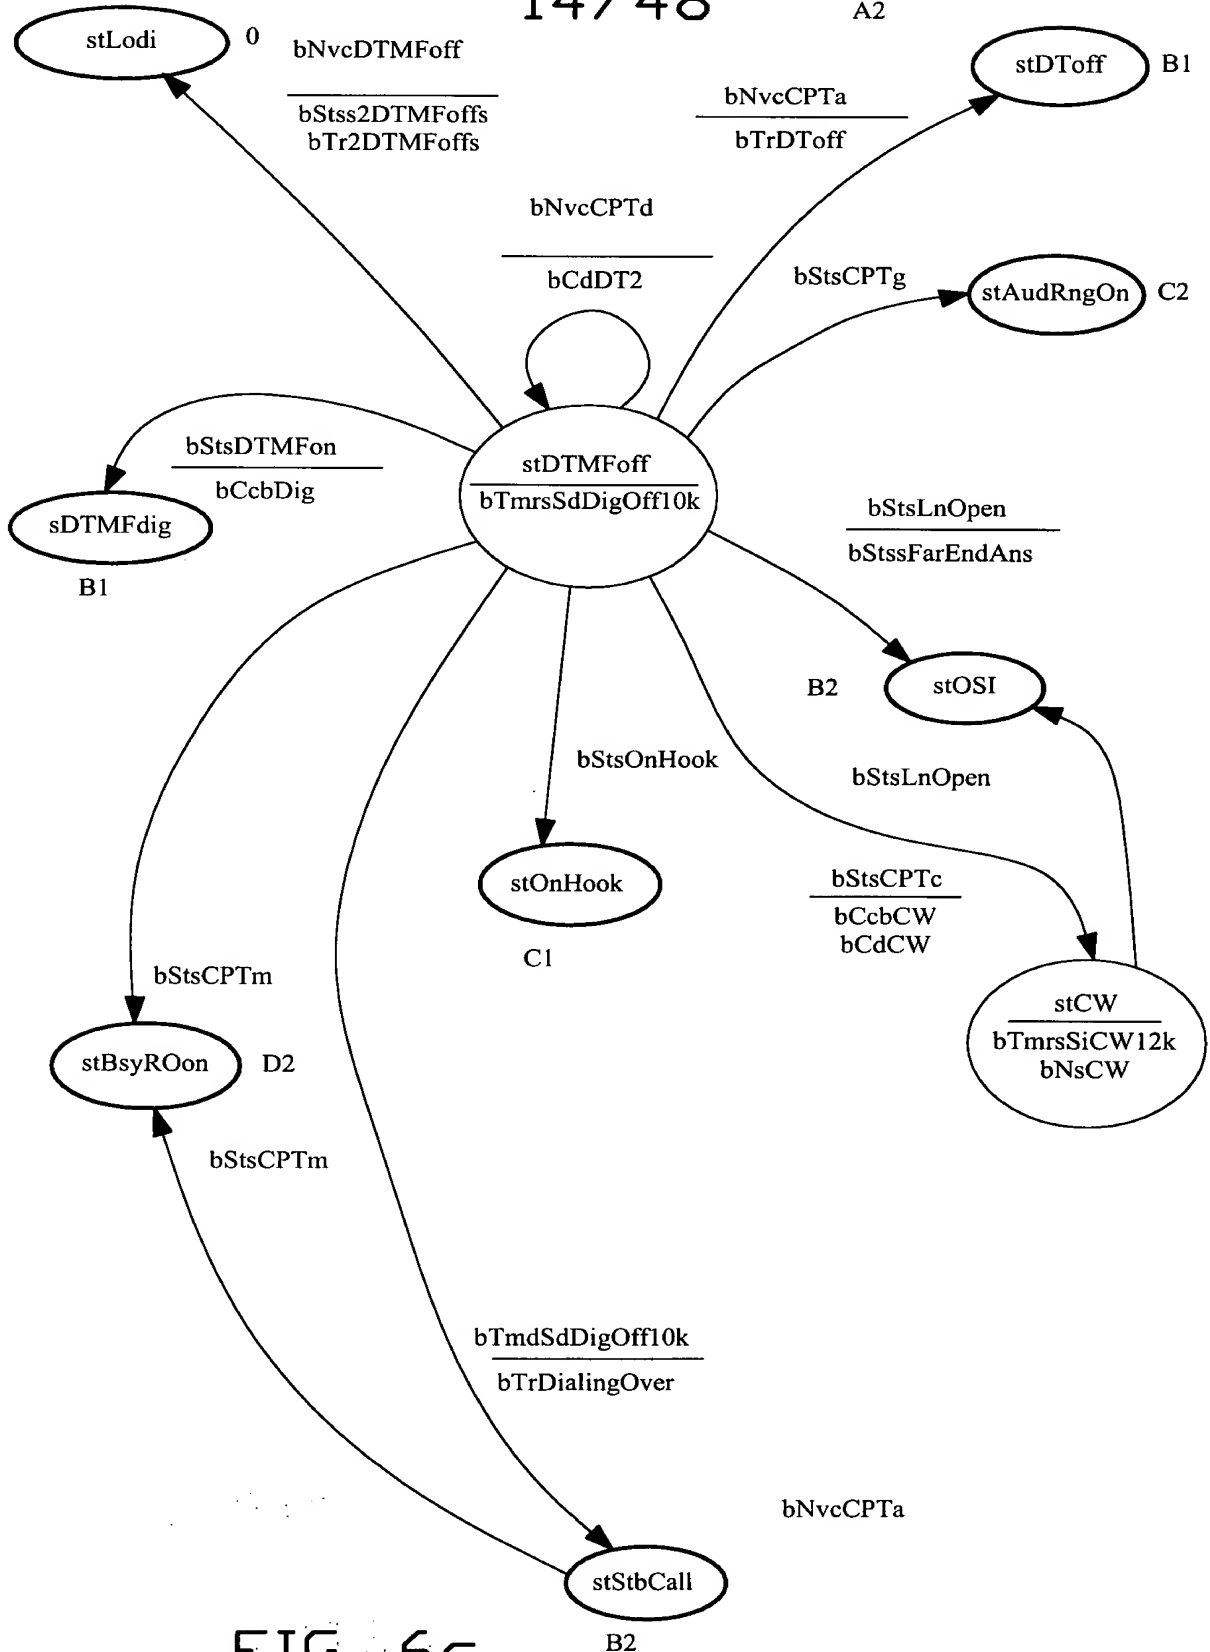 14/48
A2
stLodi
0
bNvcDTMFoff
bStss2DTMFoffs
bTr2DTMFoffs
stDToff
B1
bNvcCPTa
bTrDToff
bNvcCPTd
bCdDT2
bStsCPTg
stAudRngOn
C2
bStsDTMFon
bCcbDig
sDTMFdig
B1
stDTMFoff
bTmrsSdDigOff10k
bStsLnOpen
bStssFarEndAns
B2
stOSI
bStsOnHook
bStsLnOpen
stOnHook
C1
bStsCPTc
bCcbCW
bCdCW
bStsCPTm
stCW
bTmrsSiCW12k
bNsCW
stBsyROon
D2
bStsCPTm
bTmdSdDigOff10k
bTrDialingOver
bNvcCPTa
stStbCall
B2
FIG. 6c